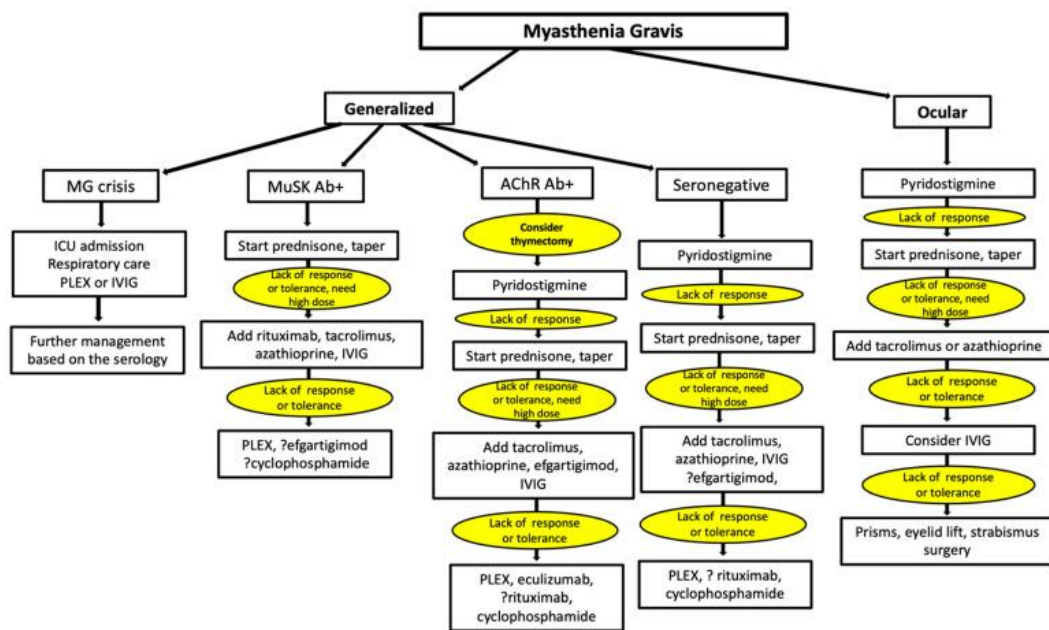 Myasthenia Gravis
Generalized
Ocular
MG crisis
ICU admission
Respiratory care
PLEX or IVIG
Further management
based on the serology
MuSK Ab+
Start prednisone, taper
Lack of response
or tolerance, need
high dose
Add rituximab, tacrolimus,
azathioprine, IVIG
Lack of response
or tolerance
PLEX, ?efgartigimod
?cyclophosphamide
AChR Ab+
Consider
thymectomy
Pyridostigmine
Lack of response
Start prednisone, taper
Lack of response
or tolerance, need
high dose
Add tacrolimus,
azathioprine, efgartigimod,
IVIG
Lack of response
or tolerance
PLEX, eculizumab,
?rituximab,
cyclophosphamide
Seronegative
Pyridostigmine
Lack of response
Start prednisone, taper
Lack of response
or tolerance, need
high dose
Add tacrolimus,
azathioprine, IVIG
?efgartigimod,
Lack of response
or tolerance
PLEX, ? rituximab,
cyclophosphamide
Pyridostigmine
Lack of response
Start prednisone, taper
Lack of response
or tolerance, need
high dose
Add tacrolimus or azathioprine
Lack of response
or tolerance
Consider IVIG
Lack of response
or tolerance
Prisms, eyelid lift, strabismus
surgery